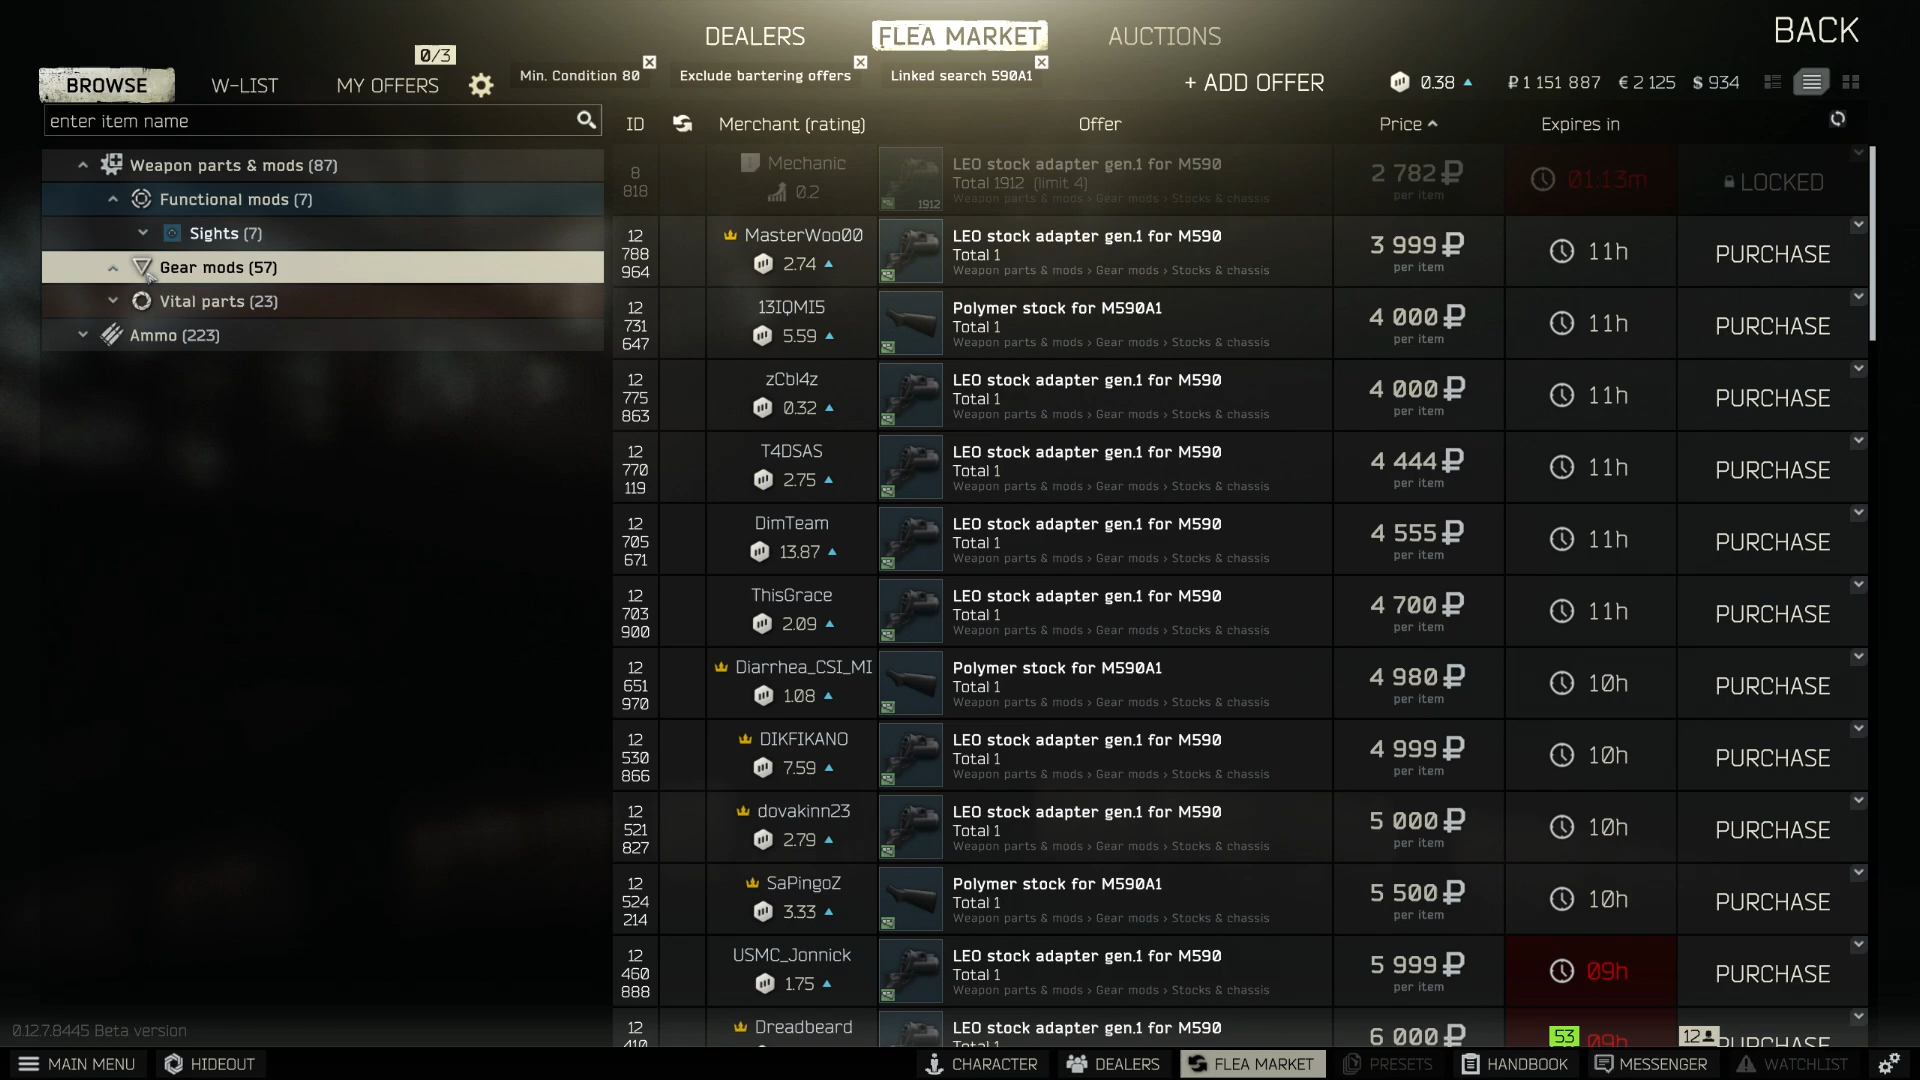 DEALERS
FLEA MARKET
AUCTIONS
BACK
0/3
BROWSE
W-LIST
MY OFFERS
Min. Condition 80
Exclude bartering offers
Linked search 590A1
+ ADD OFFER
0.38
₽ 1 151 887
€ 2 125
$ 934
enter item name
Weapon parts & mods (87)
Functional mods (7)
Sights (7)
Gear mods (57)
Vital parts (23)
Ammo (223)
ID
Merchant (rating)
Offer
Price
Expires in
8
818
Mechanic
0.2
1912
LEO stock adapter gen.1 for M590
Total 1912 (limit 4)
Weapon parts & mods › Gear mods › Stocks & chassis
2 782 ₽
per item
01:13m
LOCKED
12
788
964
MasterWoo00
2.74
LEO stock adapter gen.1 for M590
Total 1
Weapon parts & mods › Gear mods › Stocks & chassis
3 999 ₽
per item
11h
PURCHASE
12
731
647
13IQMI5
5.59
Polymer stock for M590A1
Total 1
Weapon parts & mods › Gear mods › Stocks & chassis
4 000 ₽
per item
11h
PURCHASE
12
775
863
zCbl4z
0.32
LEO stock adapter gen.1 for M590
Total 1
Weapon parts & mods › Gear mods › Stocks & chassis
4 000 ₽
per item
11h
PURCHASE
12
770
119
T4DSAS
2.75
LEO stock adapter gen.1 for M590
Total 1
Weapon parts & mods › Gear mods › Stocks & chassis
4 444 ₽
per item
11h
PURCHASE
12
705
671
DimTeam
13.87
LEO stock adapter gen.1 for M590
Total 1
Weapon parts & mods › Gear mods › Stocks & chassis
4 555 ₽
per item
11h
PURCHASE
12
703
900
ThisGrace
2.09
LEO stock adapter gen.1 for M590
Total 1
Weapon parts & mods › Gear mods › Stocks & chassis
4 700 ₽
per item
11h
PURCHASE
12
651
970
Diarrhea_CSI_MI
1.08
Polymer stock for M590A1
Total 1
Weapon parts & mods › Gear mods › Stocks & chassis
4 980 ₽
per item
10h
PURCHASE
12
530
866
DIKFIKANO
7.59
LEO stock adapter gen.1 for M590
Total 1
Weapon parts & mods › Gear mods › Stocks & chassis
4 999 ₽
per item
10h
PURCHASE
12
521
827
dovakinn23
2.79
LEO stock adapter gen.1 for M590
Total 1
Weapon parts & mods › Gear mods › Stocks & chassis
5 000 ₽
per item
10h
PURCHASE
12
524
214
SaPingoZ
3.33
Polymer stock for M590A1
Total 1
Weapon parts & mods › Gear mods › Stocks & chassis
5 500 ₽
per item
10h
PURCHASE
12
460
888
USMC_Jonnick
1.75
LEO stock adapter gen.1 for M590
Total 1
Weapon parts & mods › Gear mods › Stocks & chassis
5 999 ₽
per item
09h
PURCHASE
12
410
Dreadbeard
LEO stock adapter gen.1 for M590
6 000 ₽
09h
PURCHASE
53
12
0.12.7.8445 Beta version
MAIN MENU
HIDEOUT
CHARACTER
DEALERS
FLEA MARKET
PRESETS
HANDBOOK
MESSENGER
WATCHLIST